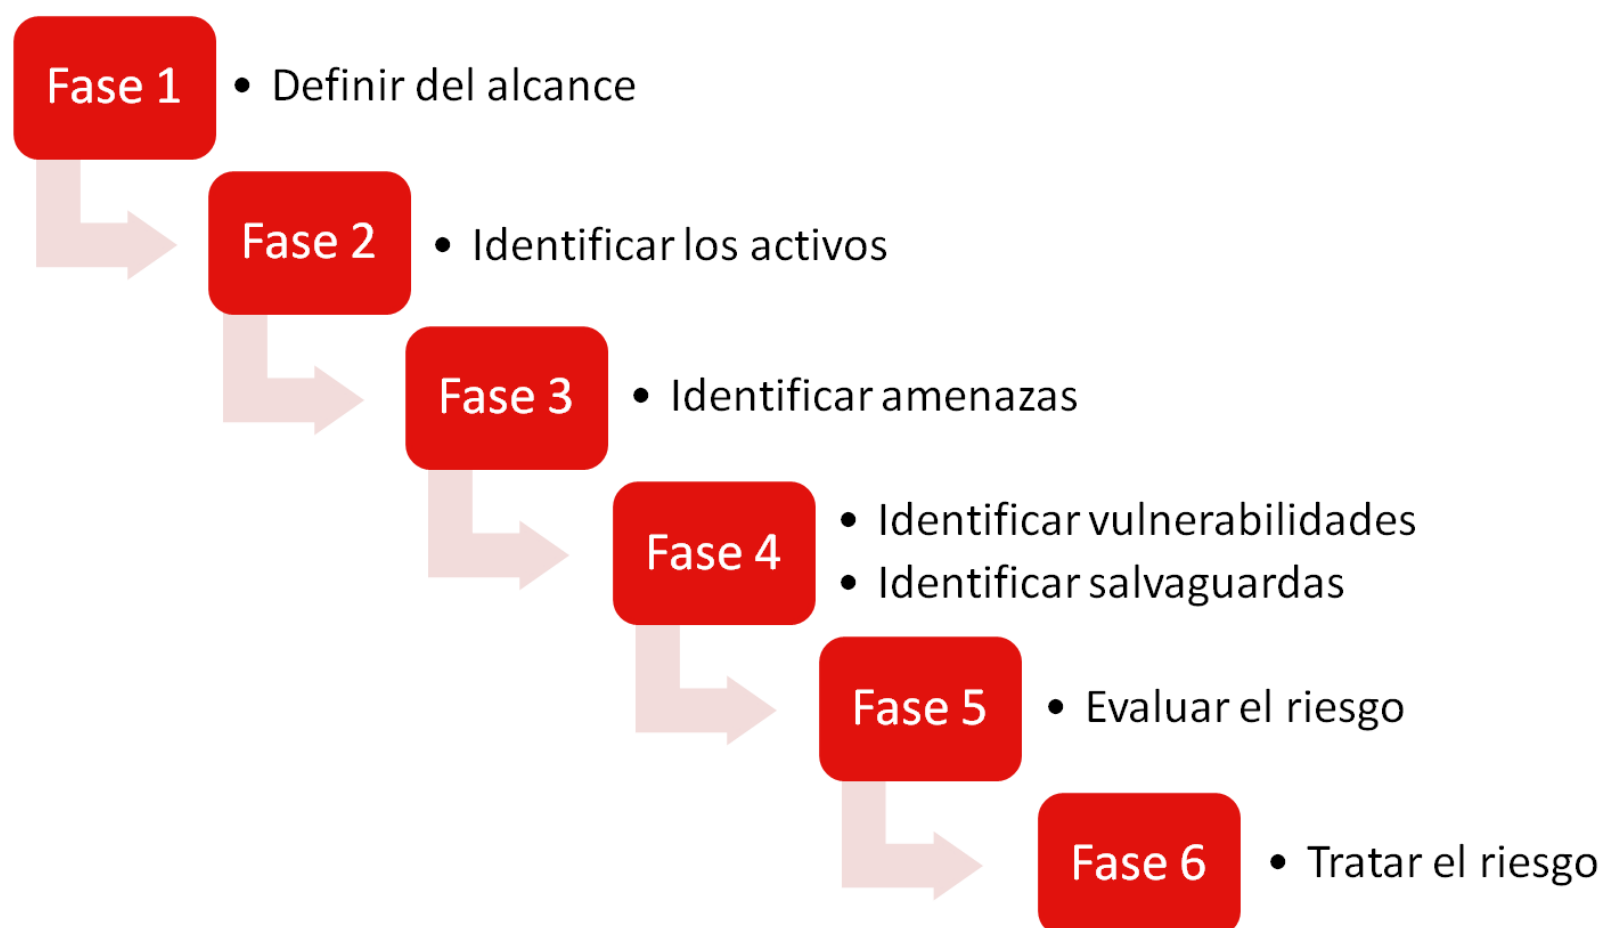 Fase 1
• Definir del alcance
Fase 2
• Identificar los activos
Fase 3
• Identificar amenazas
Fase 4
• Identificar vulnerabilidades
• Identificar salvaguardas
Fase 5
• Evaluar el riesgo
Fase 6
• Tratar el riesgo